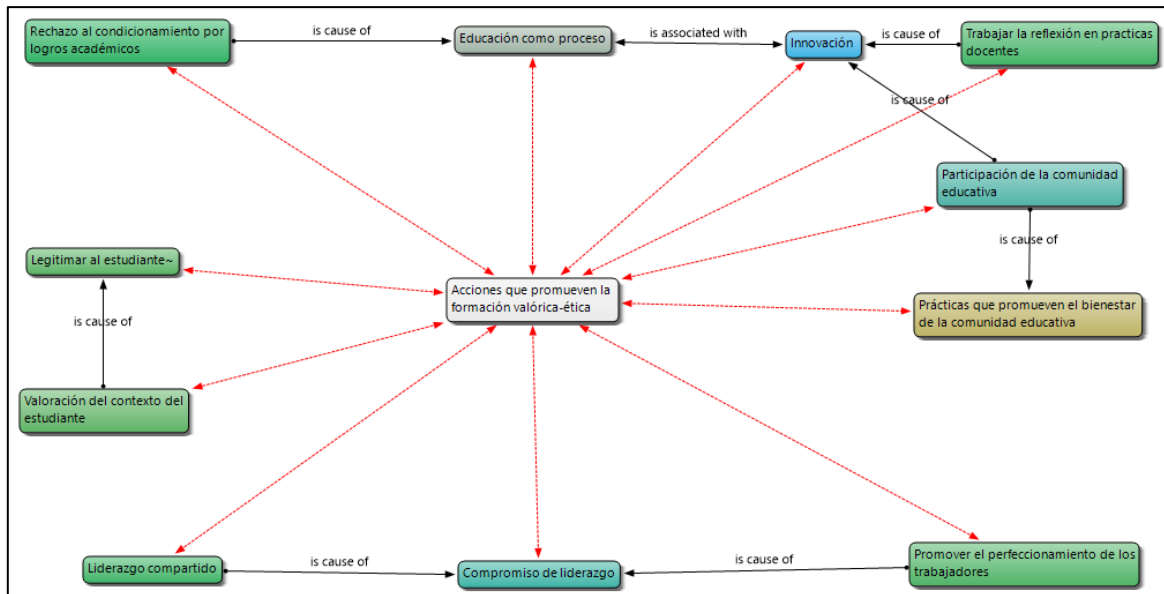 Rechazo al condicionamiento por
logros académicos
is cause of
Educación como proceso
is associated with
Innovación
is cause of
Trabajar la reflexión en practicas
docentes
is cause of
Participación de la comunidad
educativa
is cause of
Legitimar al estudiante~
Acciones que promueven la
formación valórica-ética
Prácticas que promueven el bienestar
de la comunidad educativa
is cause of
Valoración del contexto del
estudiante
Liderazgo compartido
is cause of
Compromiso de liderazgo
is cause of
Promover el perfeccionamiento de los
trabajadores